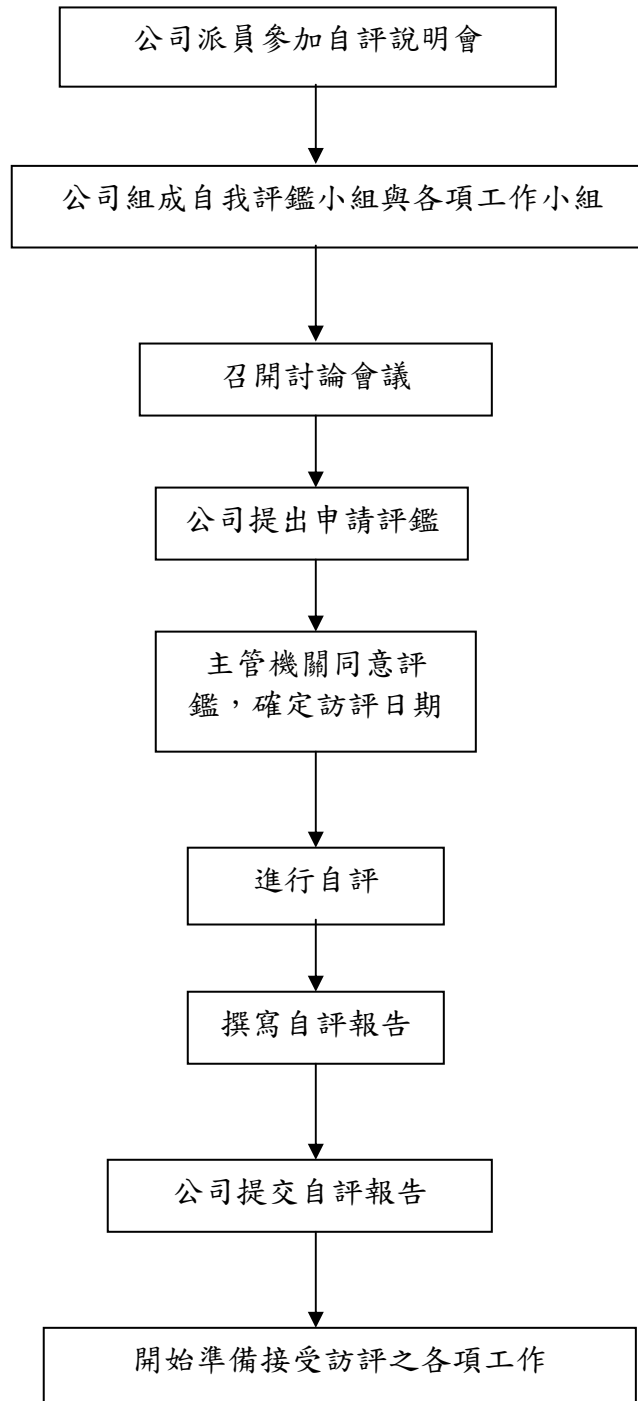 公司派員參加自評說明會
公司組成自我評鑑小組與各項工作小組
召開討論會議
公司提出申請評鑑
主管機關同意評
鑑，確定訪評日期
進行自評
撰寫自評報告
公司提交自評報告
開始準備接受訪評之各項工作